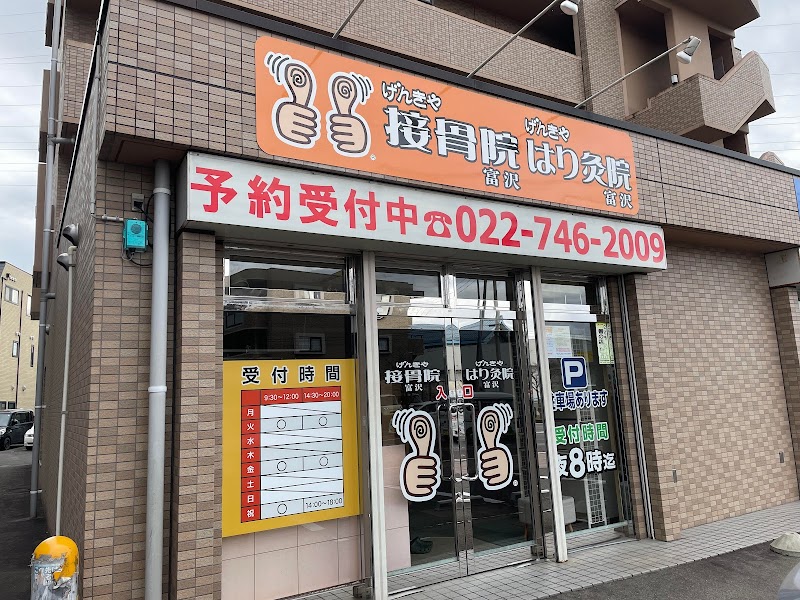 げんきや
接骨院
富沢
げんきや
はり灸院
富沢
予約受付中☎022-746-2009
受付時間
9:30~12:00 14:30~20:00
月
火
水
木
金
土
日
祝
14:00~18:00
げんきや
接骨院
富沢
げんきや
はり灸院
富沢
入口
P
車場あります
受付時間
夜8時迄